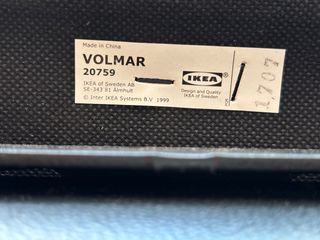 Made in China
VOLMAR
20759
IKEA of Sweden AB
SE-343 81 Älmhult
© Inter IKEA Systems B.V. 1999
IKEA
Design and Quality
IKEA of Sweden
1707